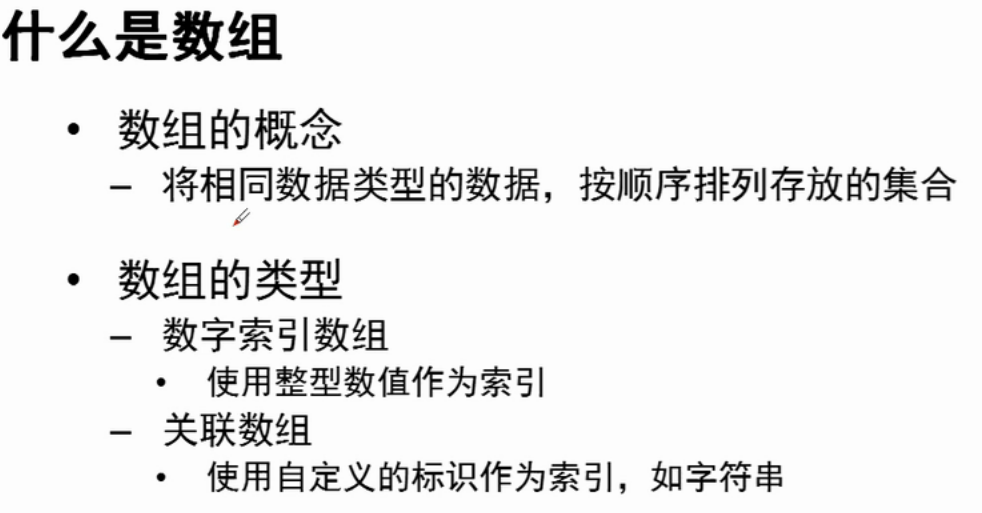 什么是数组
• 数组的概念
– 将相同数据类型的数据，按顺序排列存放的集合
• 数组的类型
– 数字索引数组
• 使用整型数值作为索引
– 关联数组
• 使用自定义的标识作为索引，如字符串